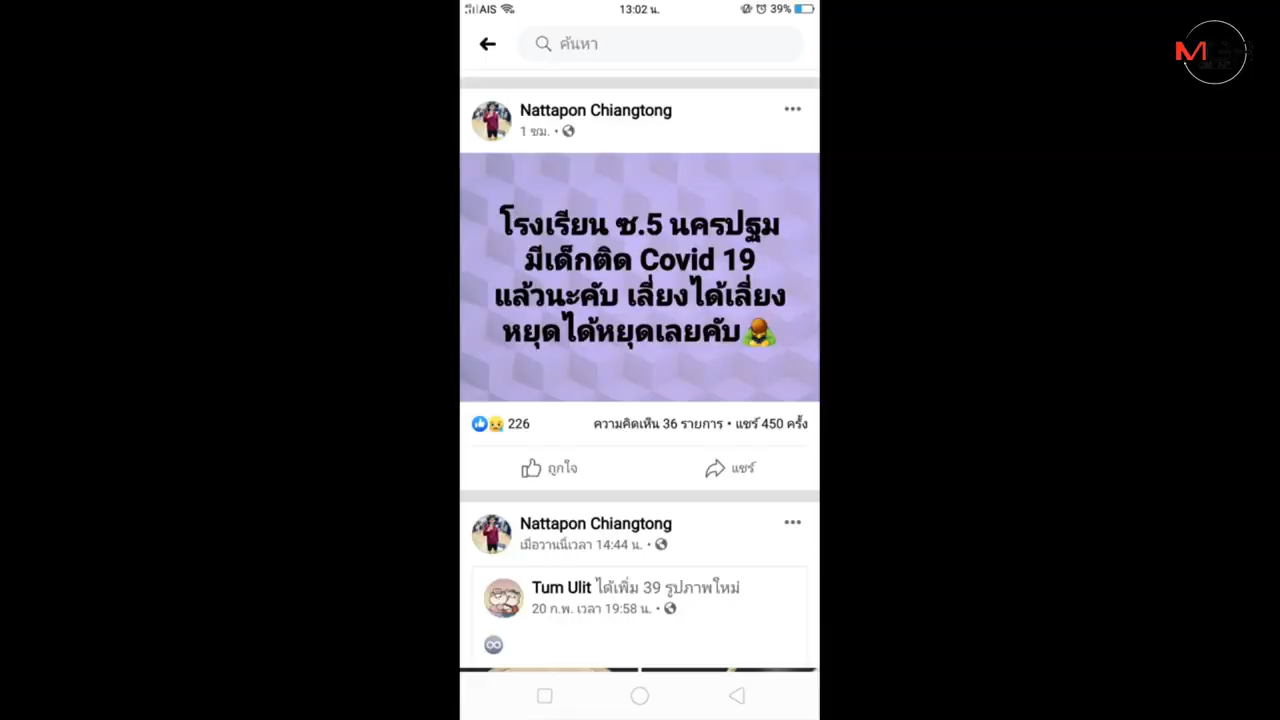 AIS
13:02 น.
39%
M
ค้นหา
Nattapon Chiangtong
1 ชม. •
โรงเรียน ซ.5 นครปฐม
มีเด็กติด Covid 19
แล้วนะคับ เลี่ยงได้เลี่ยง
หยุดได้หยุดเลยคับ
226
ความคิดเห็น 36 รายการ • แชร์ 450 ครั้ง
ถูกใจ
แชร์
Nattapon Chiangtong
เมื่อวานนี้เวลา 14:44 น. •
Tum Ulit ได้เพิ่ม 39 รูปภาพใหม่
20 ก.พ. เวลา 19:58 น. •